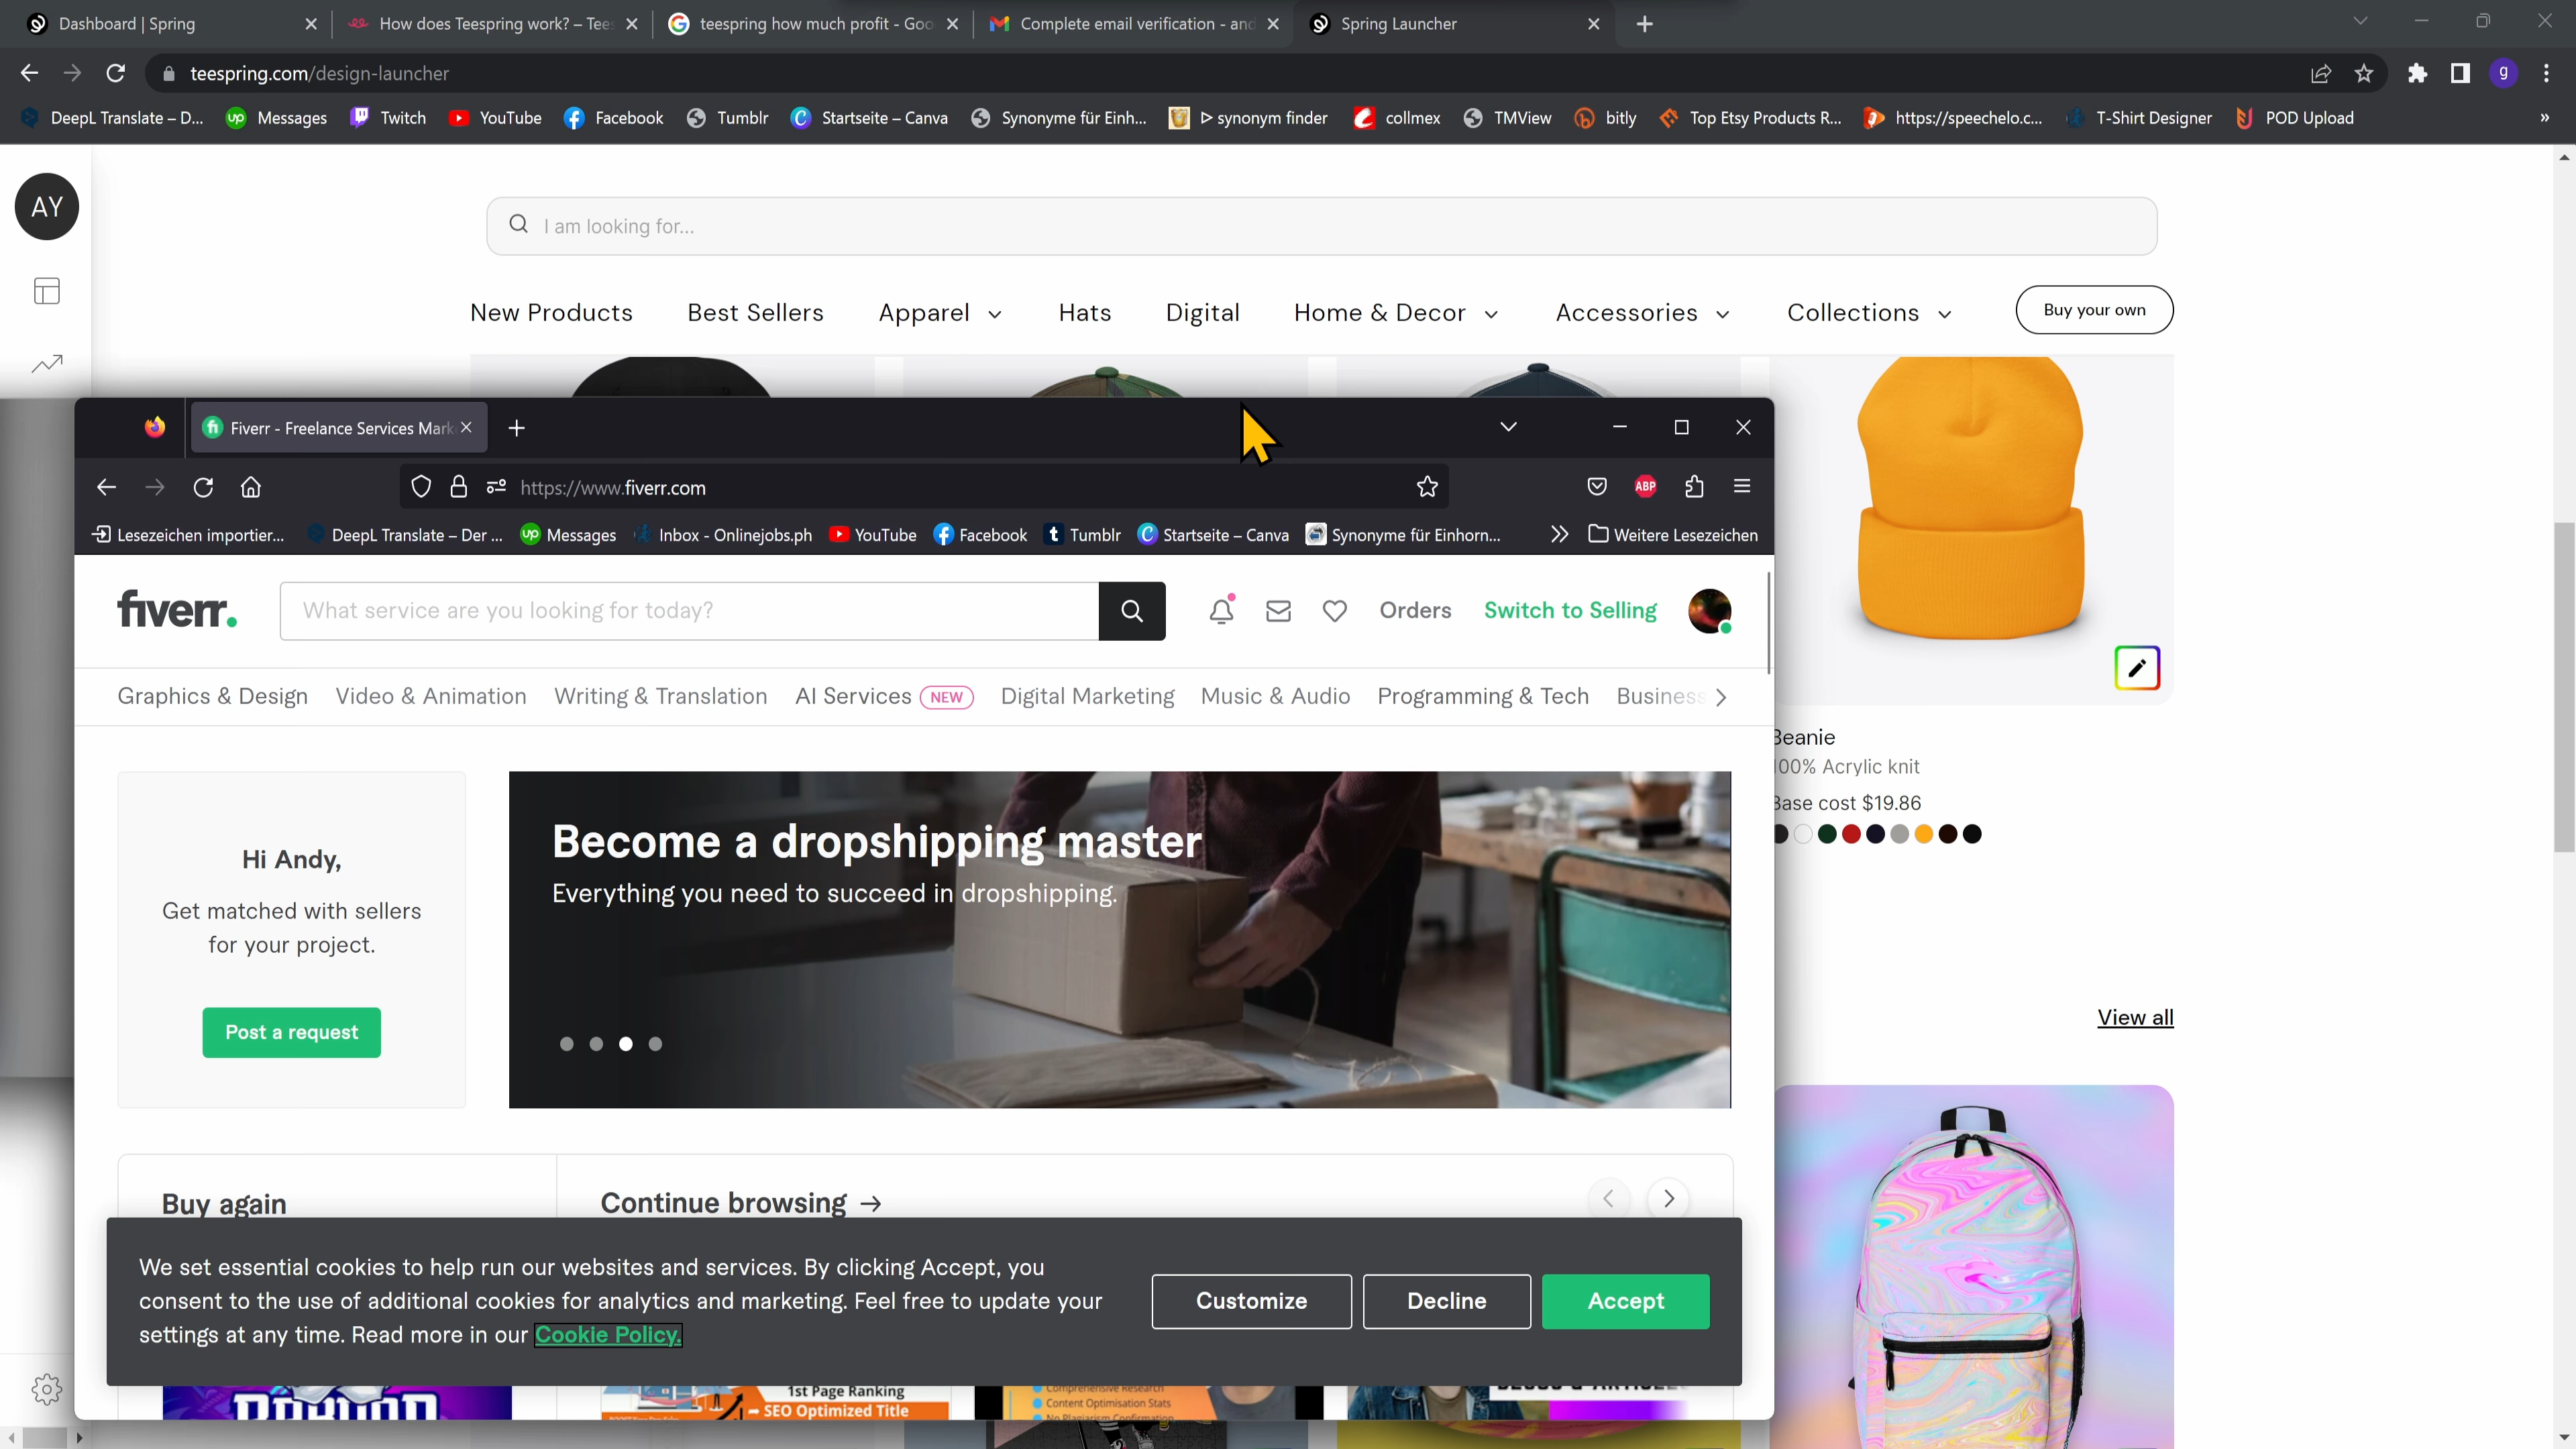 Dashboard | Spring
How does Teespring work? – Tee
teespring how much profit - Goo
Complete email verification - and
Spring Launcher
teespring.com/design-launcher
g
DeepL Translate – D...
Messages
Twitch
YouTube
Facebook
Tumblr
Startseite – Canva
Synonyme für Einh...
ᐅ synonym finder
collmex
TMView
bitly
Top Etsy Products R...
https://speechelo.c...
T-Shirt Designer
POD Upload
»
AY
I am looking for...
New Products
Best Sellers
Apparel
Hats
Digital
Home & Decor
Accessories
Collections
Buy your own
Fiverr - Freelance Services Mark
https://www.fiverr.com
ABP
Lesezeichen importier...
DeepL Translate – Der ...
Messages
Inbox - Onlinejobs.ph
YouTube
Facebook
Tumblr
Startseite – Canva
Synonyme für Einhorn...
Weitere Lesezeichen
fiverr.
What service are you looking for today?
Orders
Switch to Selling
Graphics & Design
Video & Animation
Writing & Translation
AI Services NEW
Digital Marketing
Music & Audio
Programming & Tech
Business
Beanie
100% Acrylic knit
Base cost $19.86
Hi Andy,
Get matched with sellers
for your project.
Post a request
Become a dropshipping master
Everything you need to succeed in dropshipping.
View all
Buy again
Continue browsing →
We set essential cookies to help run our websites and services. By clicking Accept, you
consent to the use of additional cookies for analytics and marketing. Feel free to update your
settings at any time. Read more in our Cookie Policy.
Customize
Decline
Accept
1st Page Ranking
SEO Optimized Title
Comprehensive Research
Content Optimisation Stats
No Plagiarism Confirmation